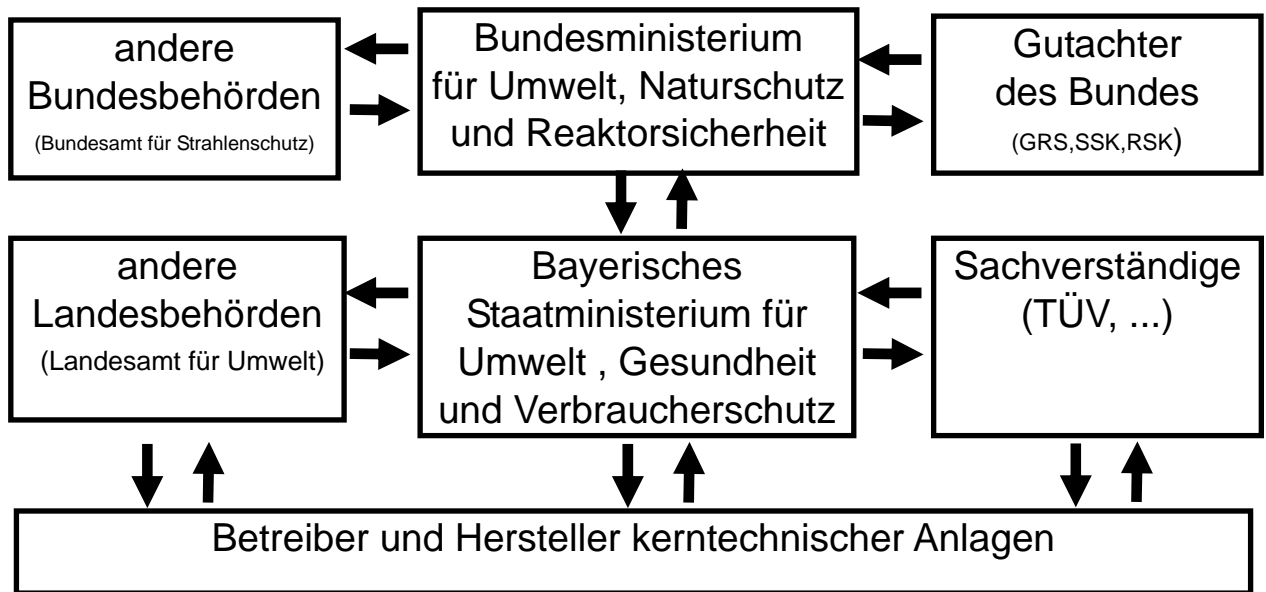 andere
Bundesbehörden
(Bundesamt für Strahlenschutz)
Bundesministerium
für Umwelt, Naturschutz
und Reaktorsicherheit
Gutachter
des Bundes
(GRS,SSK,RSK)
andere
Landesbehörden
(Landesamt für Umwelt)
Bayerisches
Staatministerium für
Umwelt , Gesundheit
und Verbraucherschutz
Sachverständige
(TÜV, ...)
Betreiber und Hersteller kerntechnischer Anlagen